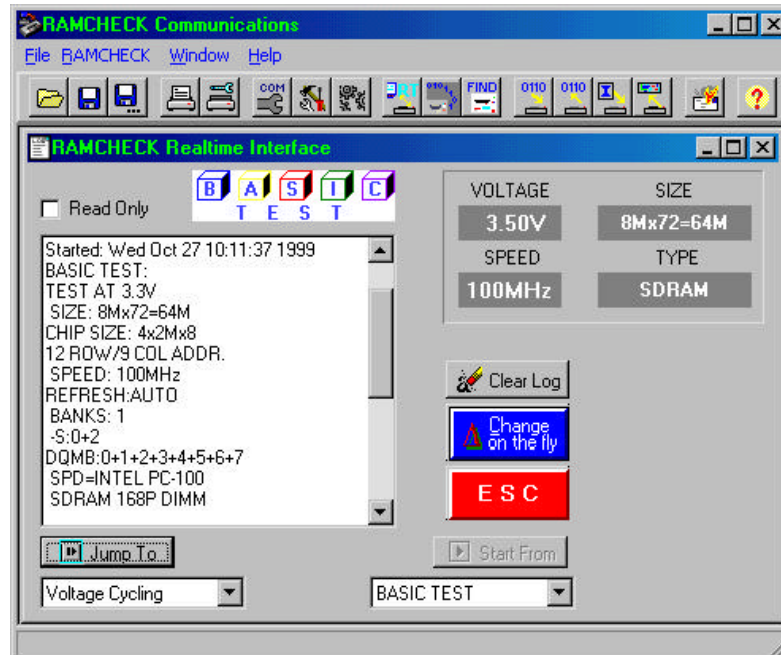 RAMCHECK Communications
File RAMCHECK Window Help
COM
RT
FIND
0110
0110
?
RAMCHECK Realtime Interface
Read Only
BASIC
TEST
Started: Wed Oct 27 10:11:37 1999
BASIC TEST:
TEST AT 3.3V
SIZE: 8Mx72=64M
CHIP SIZE: 4x2Mx8
12 ROW/9 COL ADDR.
SPEED: 100MHz
REFRESH:AUTO
BANKS: 1
-S:0+2
DQMB:0+1+2+3+4+5+6+7
SPD=INTEL PC-100
SDRAM 168P DIMM
VOLTAGE
3.50V
SIZE
8Mx72=64M
SPEED
100MHz
TYPE
SDRAM
Clear Log
Change
on the fly
ESC
Jump To
Start From
Voltage Cycling
BASIC TEST